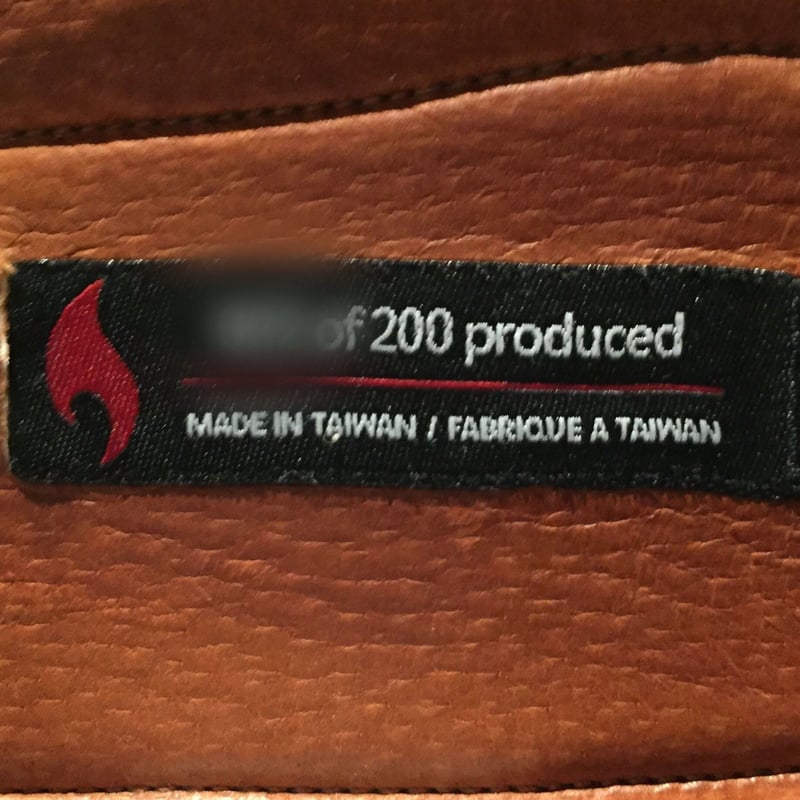 of 200 produced
MADE IN TAIWAN / FABRIQUE A TAIWAN